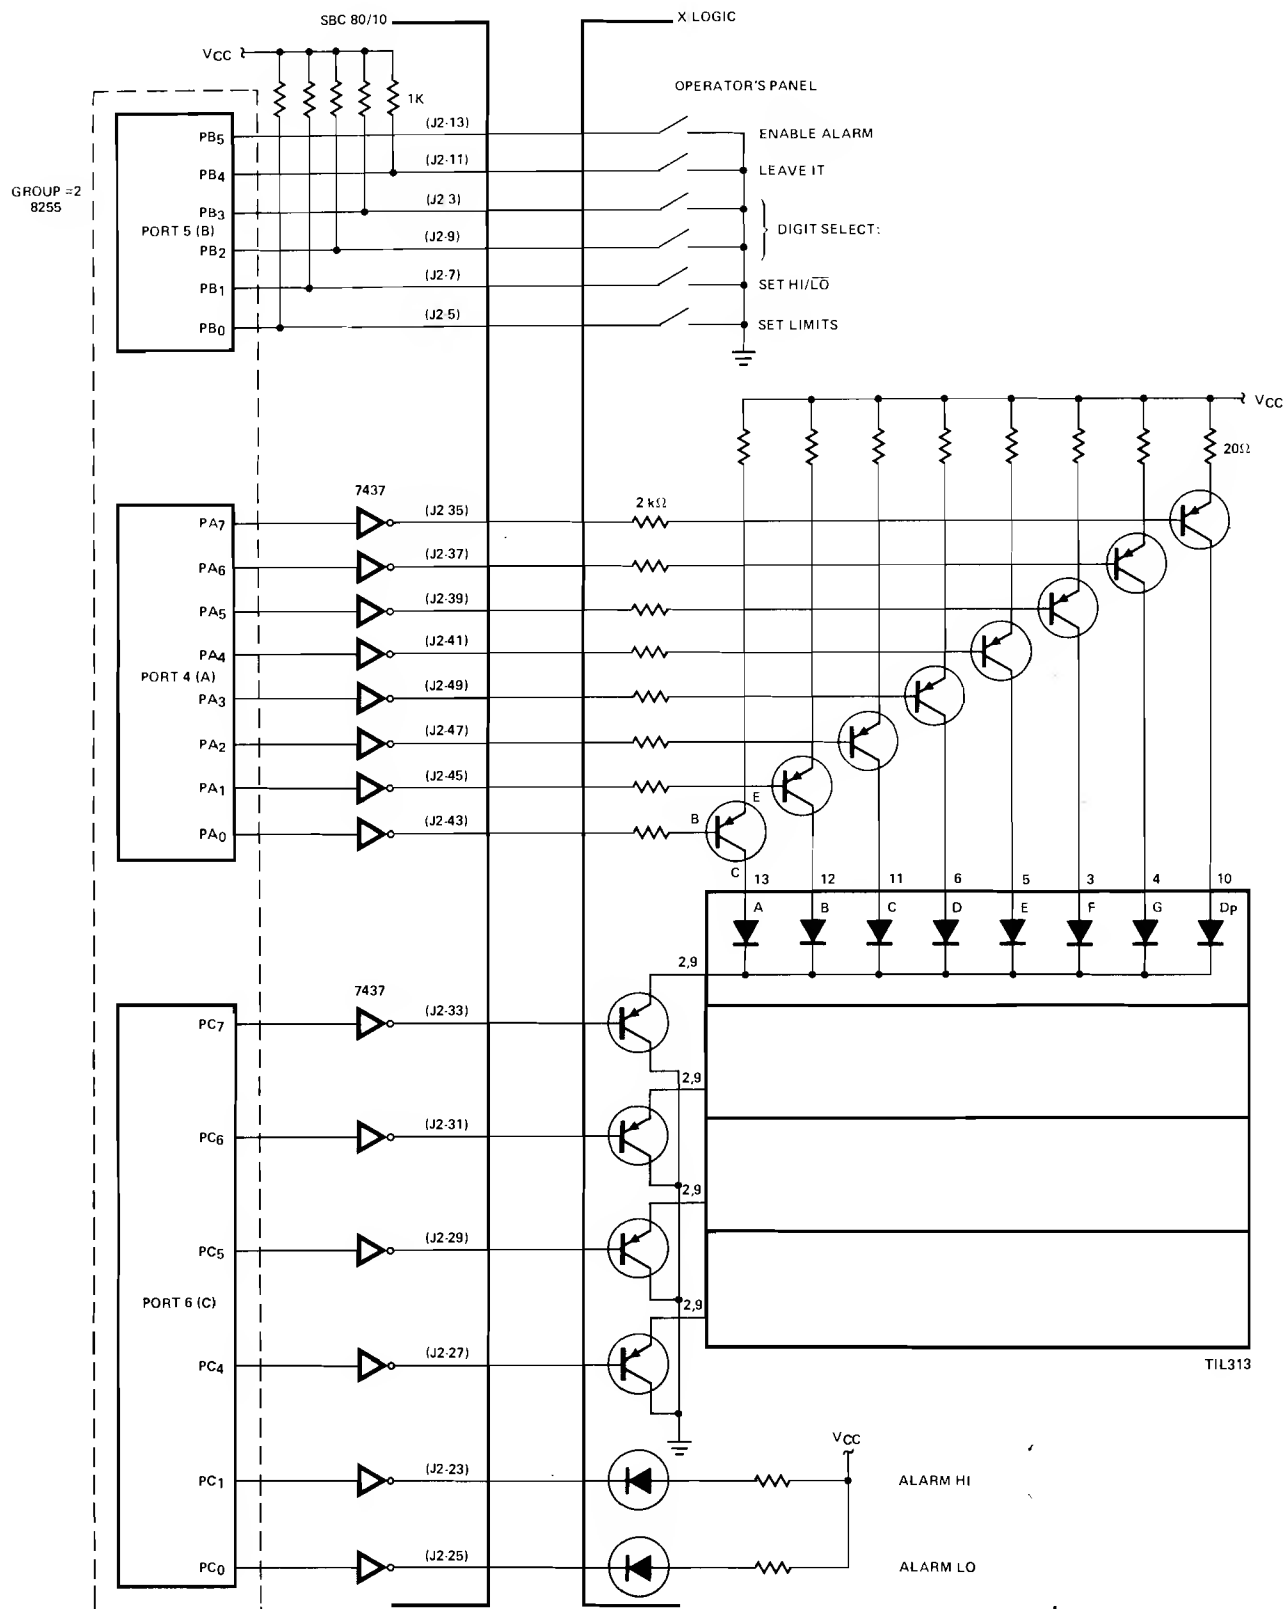 SBC 80/10
X LOGIC
VCC
1K
OPERATOR'S PANEL
GROUP =2
8255
PORT 5 (B)
PB5 (J2-13) ENABLE ALARM
PB4 (J2-11) LEAVE IT
PB3 (J2 3)
DIGIT SELECT:
PB2 (J2-9)
PB1 (J2-7) SET HI/L̅O̅
PB0 (J2-5) SET LIMITS
VCC
20Ω
7437
2 kΩ
PORT 4 (A)
PA7 (J2 35)
PA6 (J2-37)
PA5 (J2-39)
PA4 (J2-41)
PA3 (J2-49)
PA2 (J2-47)
PA1 (J2-45)
PA0 (J2-43)
B E C
13 12 11 6 5 3 4 10
A B C D E F G DP
2,9
7437
PORT 6 (C)
PC7 (J2-33)
2,9
PC6 (J2-31)
2,9
PC5 (J2-29)
2,9
PC4 (J2-27)
TIL313
VCC
PC1 (J2-23) ALARM HI
PC0 (J2-25) ALARM LO